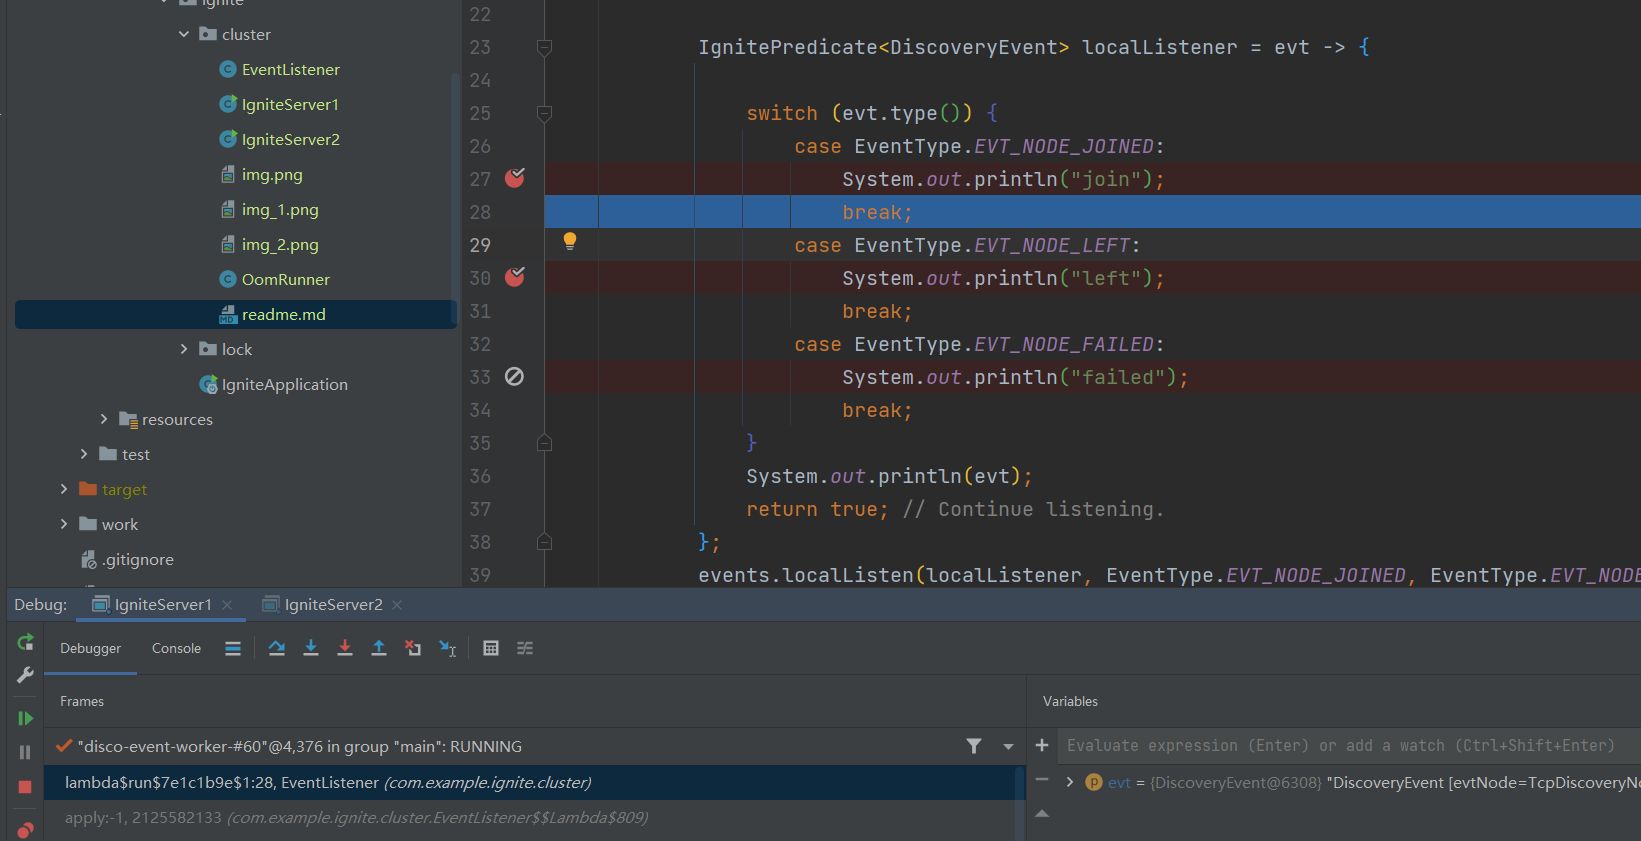 ignite
cluster
EventListener
IgniteServer1
IgniteServer2
img.png
img_1.png
img_2.png
OomRunner
readme.md
lock
IgniteApplication
resources
test
target
work
.gitignore
22
23 IgnitePredicate<DiscoveryEvent> localListener = evt -> {
24
25 switch (evt.type()) {
26 case EventType.EVT_NODE_JOINED:
27 System.out.println("join");
28 break;
29 case EventType.EVT_NODE_LEFT:
30 System.out.println("left");
31 break;
32 case EventType.EVT_NODE_FAILED:
33 System.out.println("failed");
34 break;
35 }
36 System.out.println(evt);
37 return true; // Continue listening.
38 };
39 events.localListen(localListener, EventType.EVT_NODE_JOINED, EventType.EVT_NODE
Debug: IgniteServer1 IgniteServer2
Debugger Console
Frames
"disco-event-worker-#60"@4,376 in group "main": RUNNING
lambda$run$7e1c1b9e$1:28, EventListener (com.example.ignite.cluster)
apply:-1, 2125582133 (com.example.ignite.cluster.EventListener$$Lambda$809)
Variables
Evaluate expression (Enter) or add a watch (Ctrl+Shift+Enter)
p evt = {DiscoveryEvent@6308} "DiscoveryEvent [evtNode=TcpDiscoveryNo